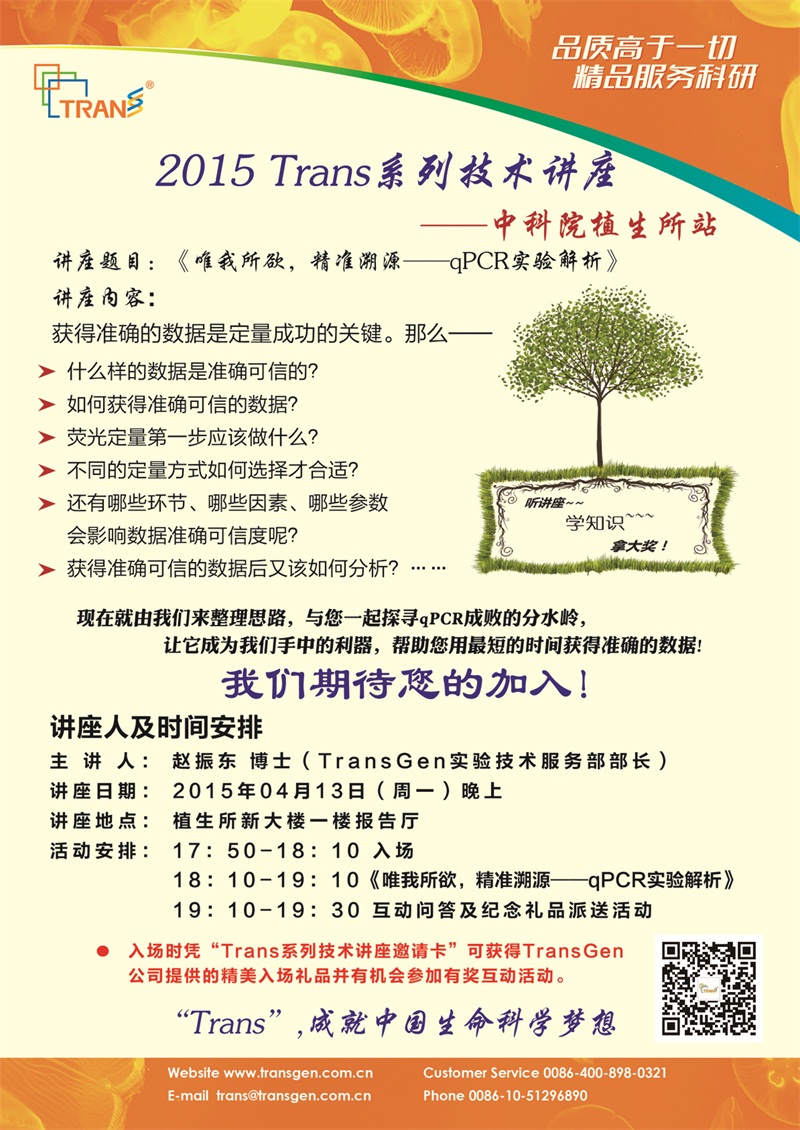 品质高于一切
精品服务科研
TRANS®
2015 Trans系列技术讲座
——中科院植生所站
讲座题目：《唯我所欲，精准溯源——qPCR实验解析》
讲座内容：
获得准确的数据是定量成功的关键。那么——
什么样的数据是准确可信的？
如何获得准确可信的数据？
荧光定量第一步应该做什么？
不同的定量方式如何选择才合适？
还有哪些环节、哪些因素、哪些参数
会影响数据准确可信度呢？
获得准确可信的数据后又该如何分析？ … …
听讲座~~
学知识~~~
拿大奖！
现在就由我们来整理思路，与您一起探寻qPCR成败的分水岭，
让它成为我们手中的利器，帮助您用最短的时间获得准确的数据！
我们期待您的加入！
讲座人及时间安排
主 讲 人： 赵振东 博士（TransGen实验技术服务部部长）
讲座日期： 2015年04月13日（周一）晚上
讲座地点： 植生所新大楼一楼报告厅
活动安排： 17：50-18：10 入场
18：10-19：10《唯我所欲，精准溯源——qPCR实验解析》
19：10-19：30 互动问答及纪念礼品派送活动
● 入场时凭“Trans系列技术讲座邀请卡”可获得TransGen
公司提供的精美入场礼品并有机会参加有奖互动活动。
TRANS
“Trans”,成就中国生命科学梦想
Website www.transgen.com.cn Customer Service 0086-400-898-0321
E-mail trans@transgen.com.cn Phone 0086-10-51296890